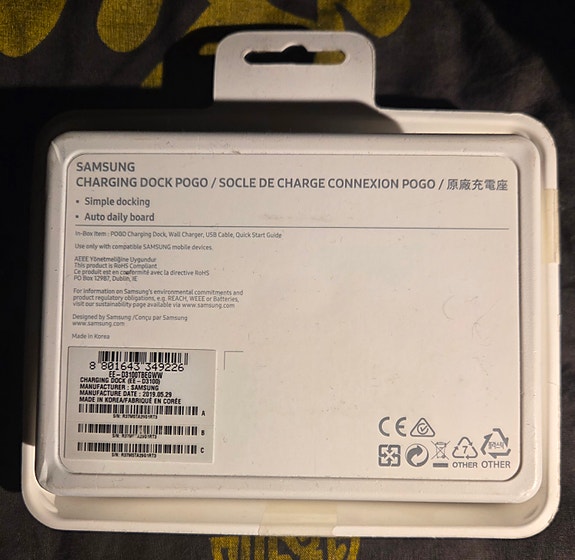 SAMSUNG
CHARGING DOCK POGO / SOCLE DE CHARGE CONNEXION POGO / 原廠充電座
• Simple docking
• Auto daily board
In-Box Item : POGO Charging Dock, Wall Charger, USB Cable, Quick Start Guide
Use only with compatible SAMSUNG mobile devices.
AEEE Yönetmeliğine Uygundur
This product is RoHS Compliant
Ce produit est en conformité avec la directive RoHS
PO Box 12987, Dublin, IE
For information on Samsung's environmental commitments and
product regulatory obligations, e.g. REACH, WEEE or Batteries,
visit our sustainability page available via www.samsung.com
Designed by Samsung /Conçu par Samsung
www.samsung.com
Made in Korea
8 801643 349226
EE-D3100TBEGWW
CHARGING DOCK (EE-D3100)
MANUFACTURER : SAMSUNG
MANUFACTURE DATE : 2019.05.29
MADE IN KOREA/FABRIQUÉ EN CORÉE
A
B
C
CE
7
OTHER
OTHER